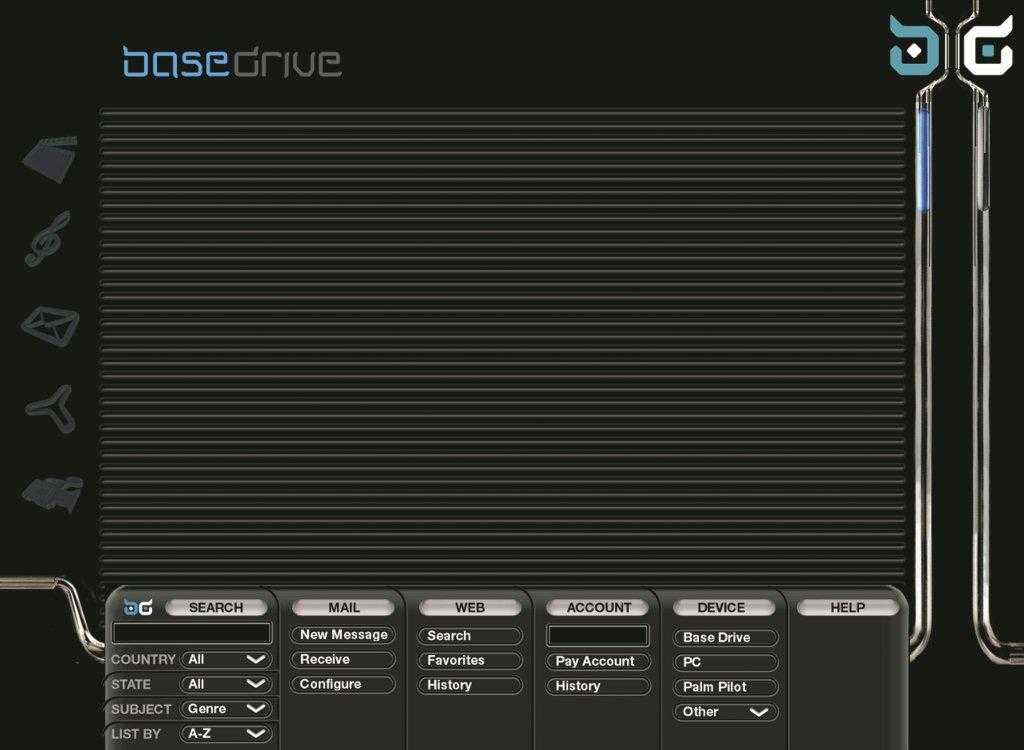 basedrive
SEARCH
COUNTRY All
STATE All
SUBJECT Genre
LIST BY A-Z
MAIL
New Message
Receive
Configure
WEB
Search
Favorites
History
ACCOUNT
Pay Account
History
DEVICE
Base Drive
PC
Palm Pilot
Other
HELP